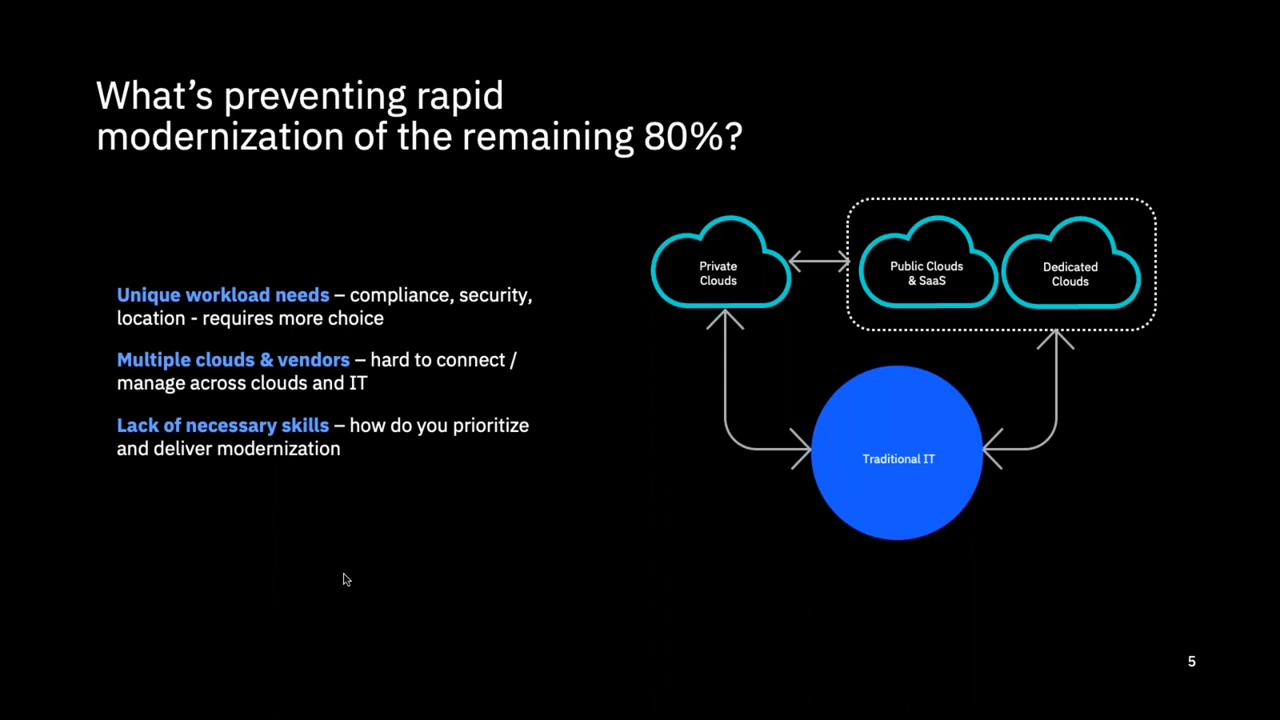 What’s preventing rapid
modernization of the remaining 80%?
Unique workload needs – compliance, security,
location - requires more choice
Multiple clouds & vendors – hard to connect /
manage across clouds and IT
Lack of necessary skills – how do you prioritize
and deliver modernization
Private
Clouds
Public Clouds
& SaaS
Dedicated
Clouds
Traditional IT
5